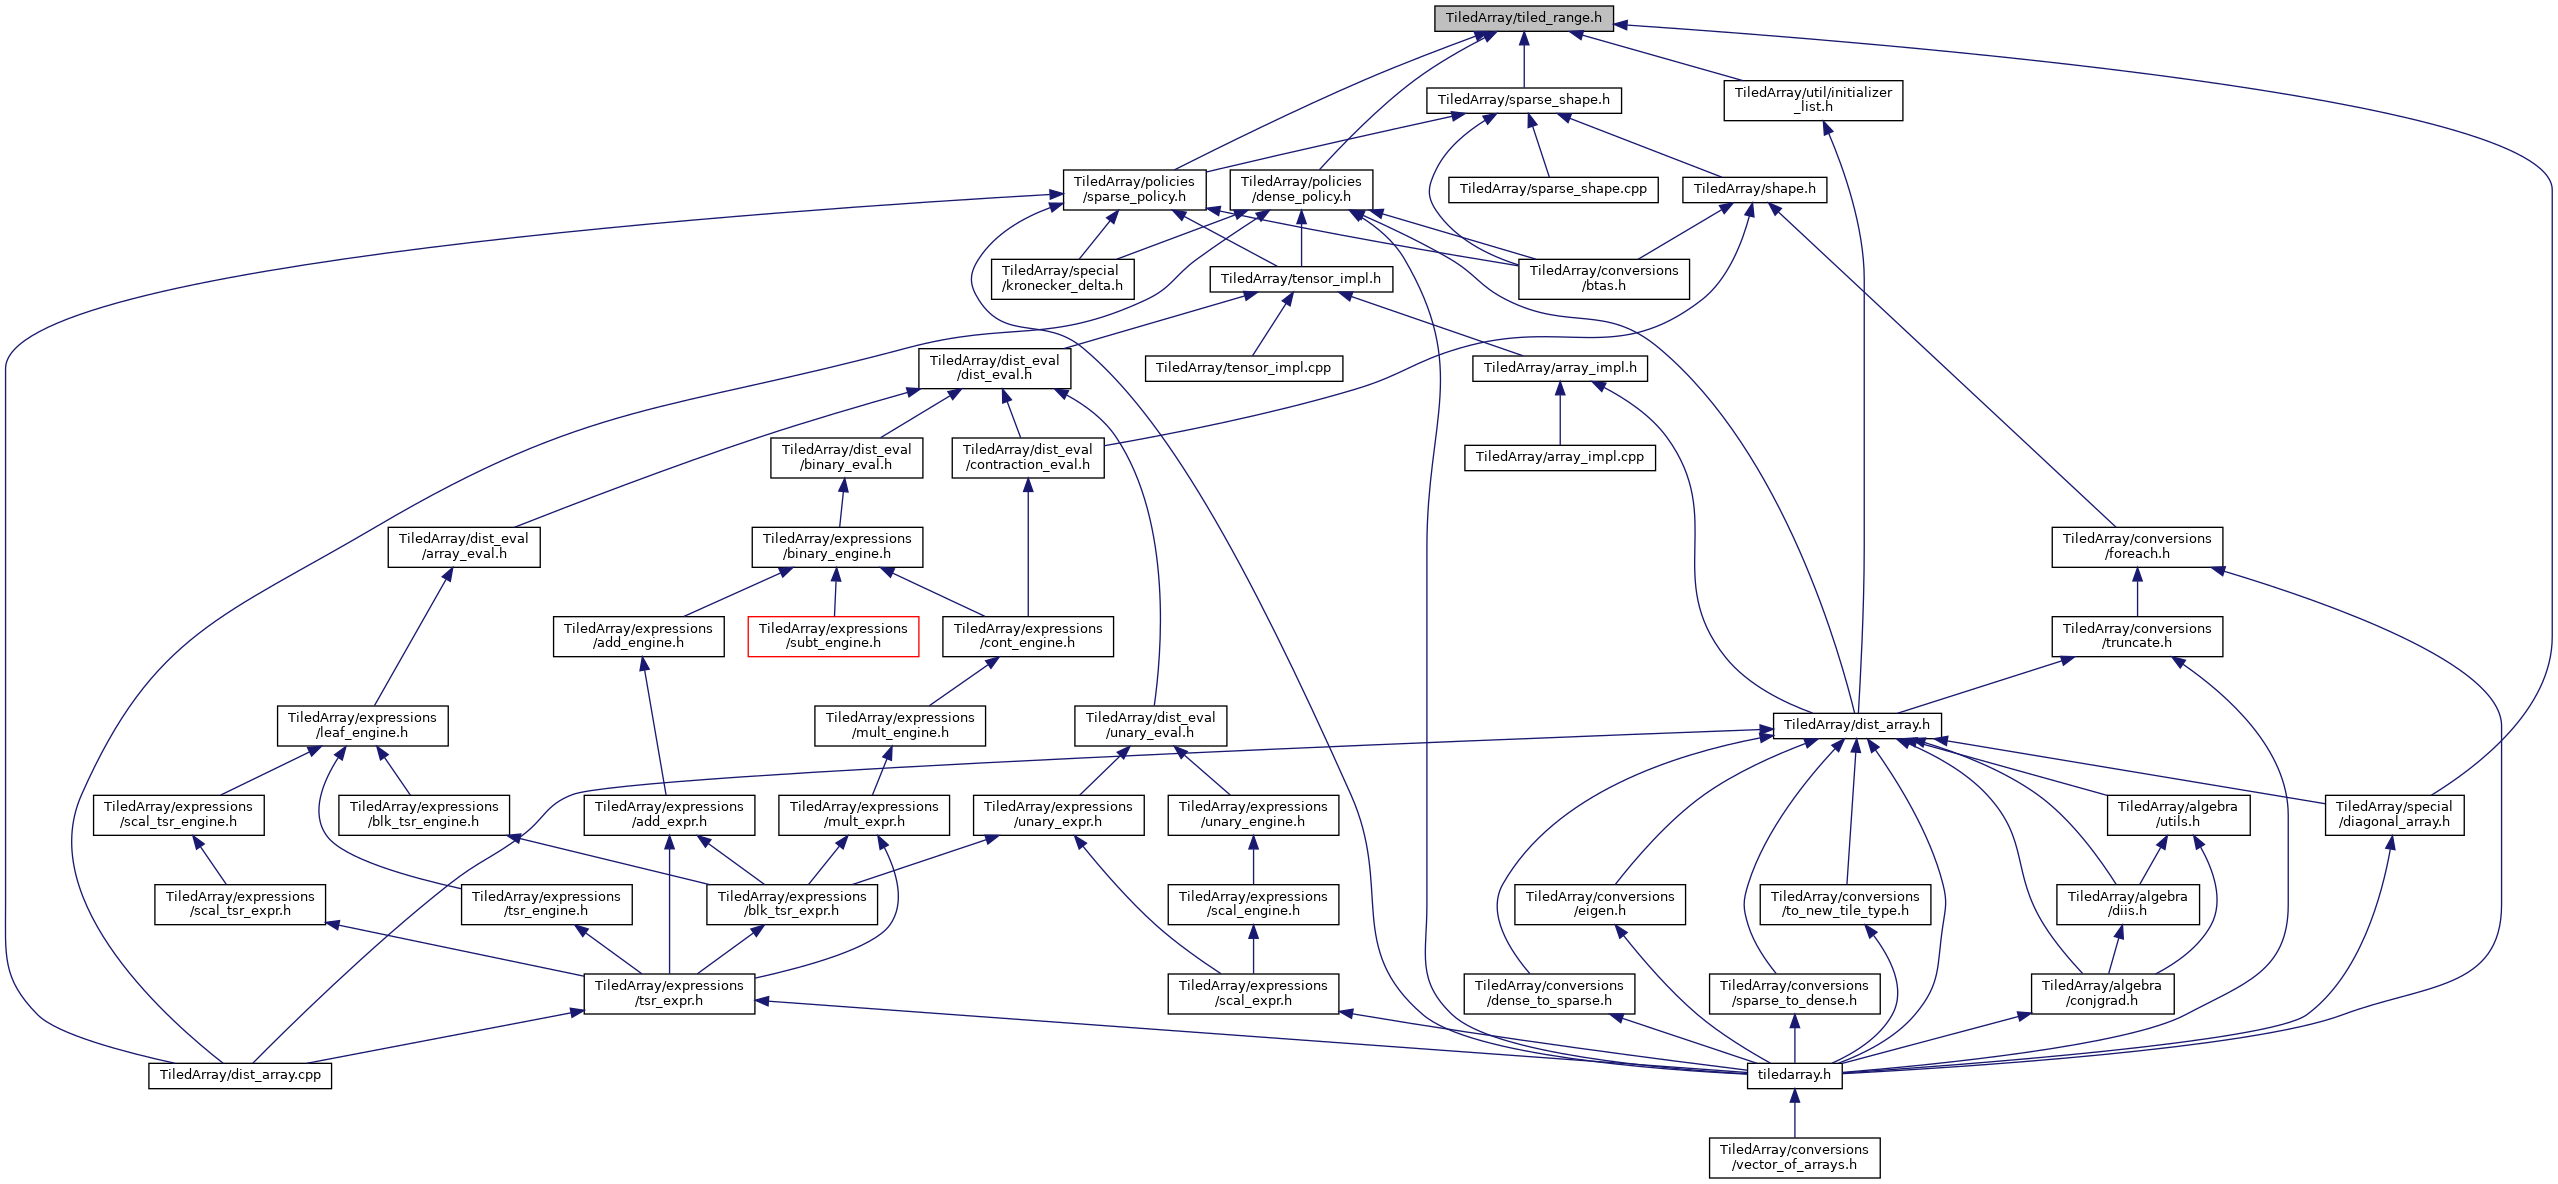 TiledArray/tiled_range.h
TiledArray/sparse_shape.h
TiledArray/util/initializer
_list.h
TiledArray/policies
/sparse_policy.h
TiledArray/policies
/dense_policy.h
TiledArray/sparse_shape.cpp
TiledArray/shape.h
TiledArray/special
/kronecker_delta.h
TiledArray/tensor_impl.h
TiledArray/conversions
/btas.h
TiledArray/dist_eval
/dist_eval.h
TiledArray/tensor_impl.cpp
TiledArray/array_impl.h
TiledArray/dist_eval
/binary_eval.h
TiledArray/dist_eval
/contraction_eval.h
TiledArray/array_impl.cpp
TiledArray/dist_eval
/array_eval.h
TiledArray/expressions
/binary_engine.h
TiledArray/conversions
/foreach.h
TiledArray/expressions
/add_engine.h
TiledArray/expressions
/subt_engine.h
TiledArray/expressions
/cont_engine.h
TiledArray/conversions
/truncate.h
TiledArray/expressions
/leaf_engine.h
TiledArray/expressions
/mult_engine.h
TiledArray/dist_eval
/unary_eval.h
TiledArray/dist_array.h
TiledArray/expressions
/scal_tsr_engine.h
TiledArray/expressions
/blk_tsr_engine.h
TiledArray/expressions
/add_expr.h
TiledArray/expressions
/mult_expr.h
TiledArray/expressions
/unary_expr.h
TiledArray/expressions
/unary_engine.h
TiledArray/algebra
/utils.h
TiledArray/special
/diagonal_array.h
TiledArray/expressions
/scal_tsr_expr.h
TiledArray/expressions
/tsr_engine.h
TiledArray/expressions
/blk_tsr_expr.h
TiledArray/expressions
/scal_engine.h
TiledArray/conversions
/eigen.h
TiledArray/conversions
/to_new_tile_type.h
TiledArray/algebra
/diis.h
TiledArray/expressions
/tsr_expr.h
TiledArray/expressions
/scal_expr.h
TiledArray/conversions
/dense_to_sparse.h
TiledArray/conversions
/sparse_to_dense.h
TiledArray/algebra
/conjgrad.h
TiledArray/dist_array.cpp
tiledarray.h
TiledArray/conversions
/vector_of_arrays.h